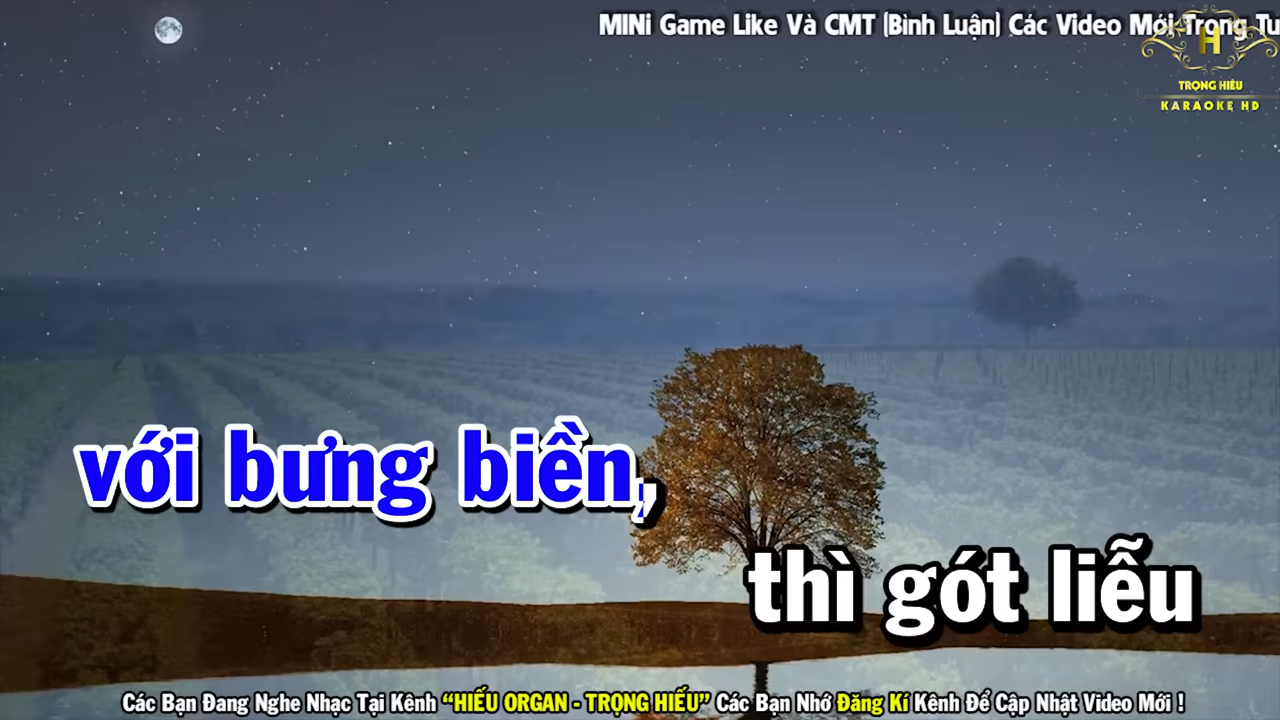 MINi Game Like Và CMT (Bình Luận) Các Video Mới Trong Tu
H
TRỌNG HIẾU
KARAOKE HD
với bưng biền,
thì gót liễu
Các Bạn Đang Nghe Nhạc Tại Kênh “HIẾU ORGAN - TRỌNG HIẾU” Các Bạn Nhớ Đăng Kí Kênh Để Cập Nhật Video Mới !